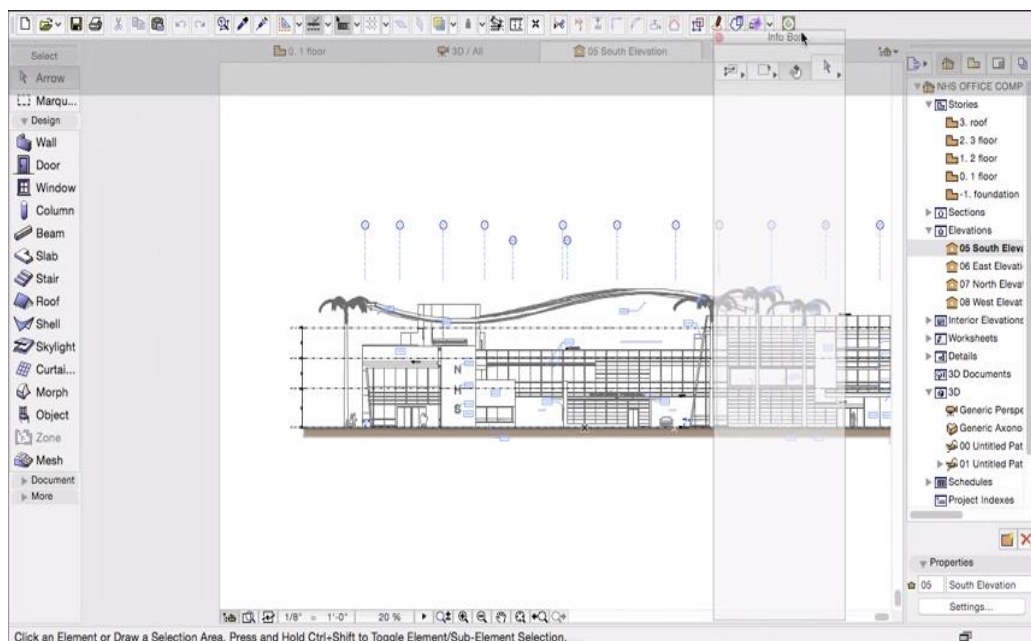 Info Bo
Select
0. 1 floor
3D / All
05 South Elevation
Arrow
Marqu...
Design
Wall
Door
Window
Column
Beam
Slab
Stair
Roof
Shell
Skylight
Curtai...
Morph
Object
Zone
Mesh
Document
More
N
H
S
NHS OFFICE COMP
Stories
3. roof
2. 3 floor
1. 2 floor
0. 1 floor
-1. foundation
Sections
Elevations
05 South Eleva
06 East Elevati
07 North Elevat
08 West Elevat
Interior Elevations
Worksheets
Details
3D Documents
3D
Generic Perspe
Generic Axono
00 Untitled Pat
01 Untitled Pat
Schedules
Project Indexes
Properties
05 South Elevation
Settings...
1/8" = 1'-0" 20 %
Click an Element or Draw a Selection Area. Press and Hold Ctrl+Shift to Toggle Element/Sub-Element Selection.